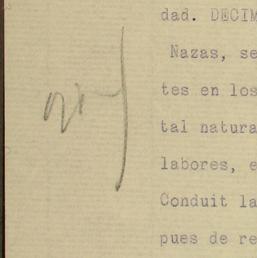 dad. DECIM
Nazas, se
tes en los
tal natura
labores, e
Conduit la
pues de re